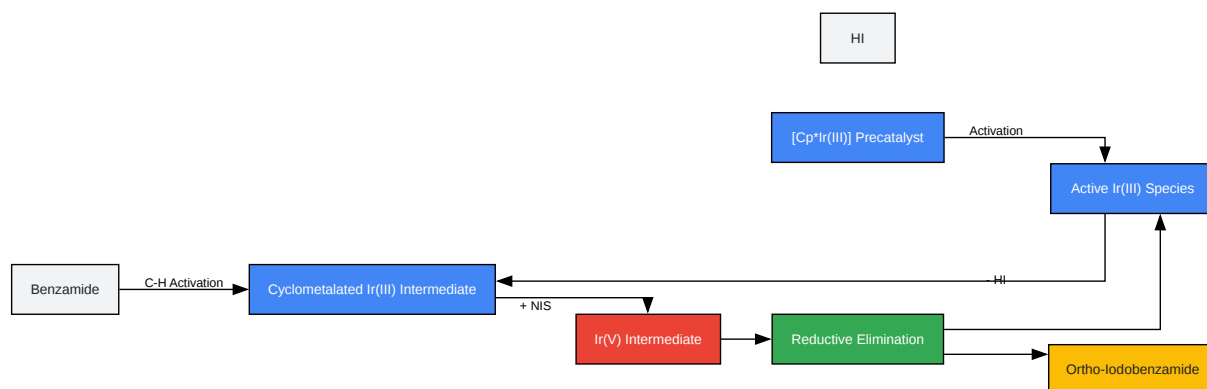 HI
[Cp*Ir(III)] Precatalyst
Activation
Active Ir(III) Species
- HI
Benzamide
C-H Activation
Cyclometalated Ir(III) Intermediate
+ NIS
Ir(V) Intermediate
Reductive Elimination
Ortho-Iodobenzamide